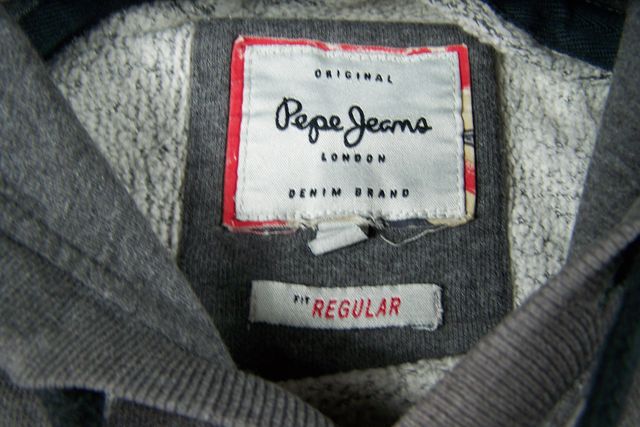 ORIGINAL
Pepe Jeans
LONDON
DENIM BRAND
FIT REGULAR